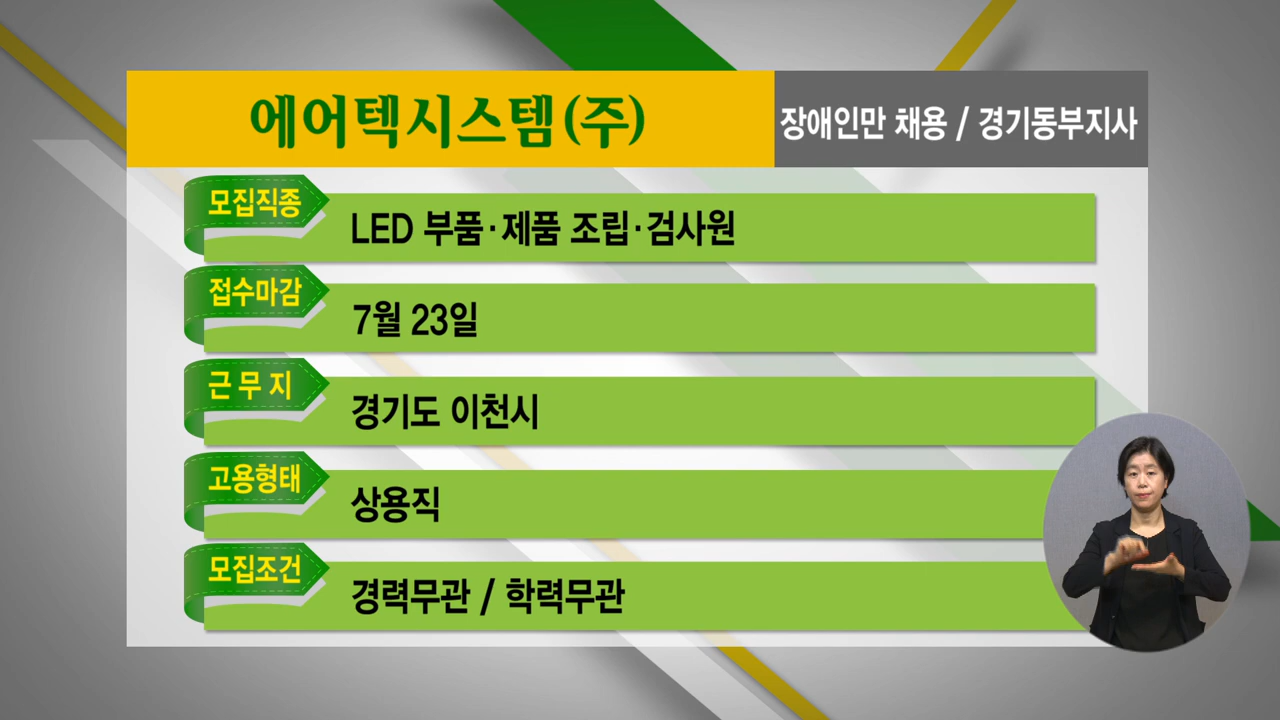 에어텍시스템(주)
장애인만 채용 / 경기동부지사
모집직종
LED 부품·제품 조립·검사원
접수마감
7월 23일
근 무 지
경기도 이천시
고용형태
상용직
모집조건
경력무관 / 학력무관